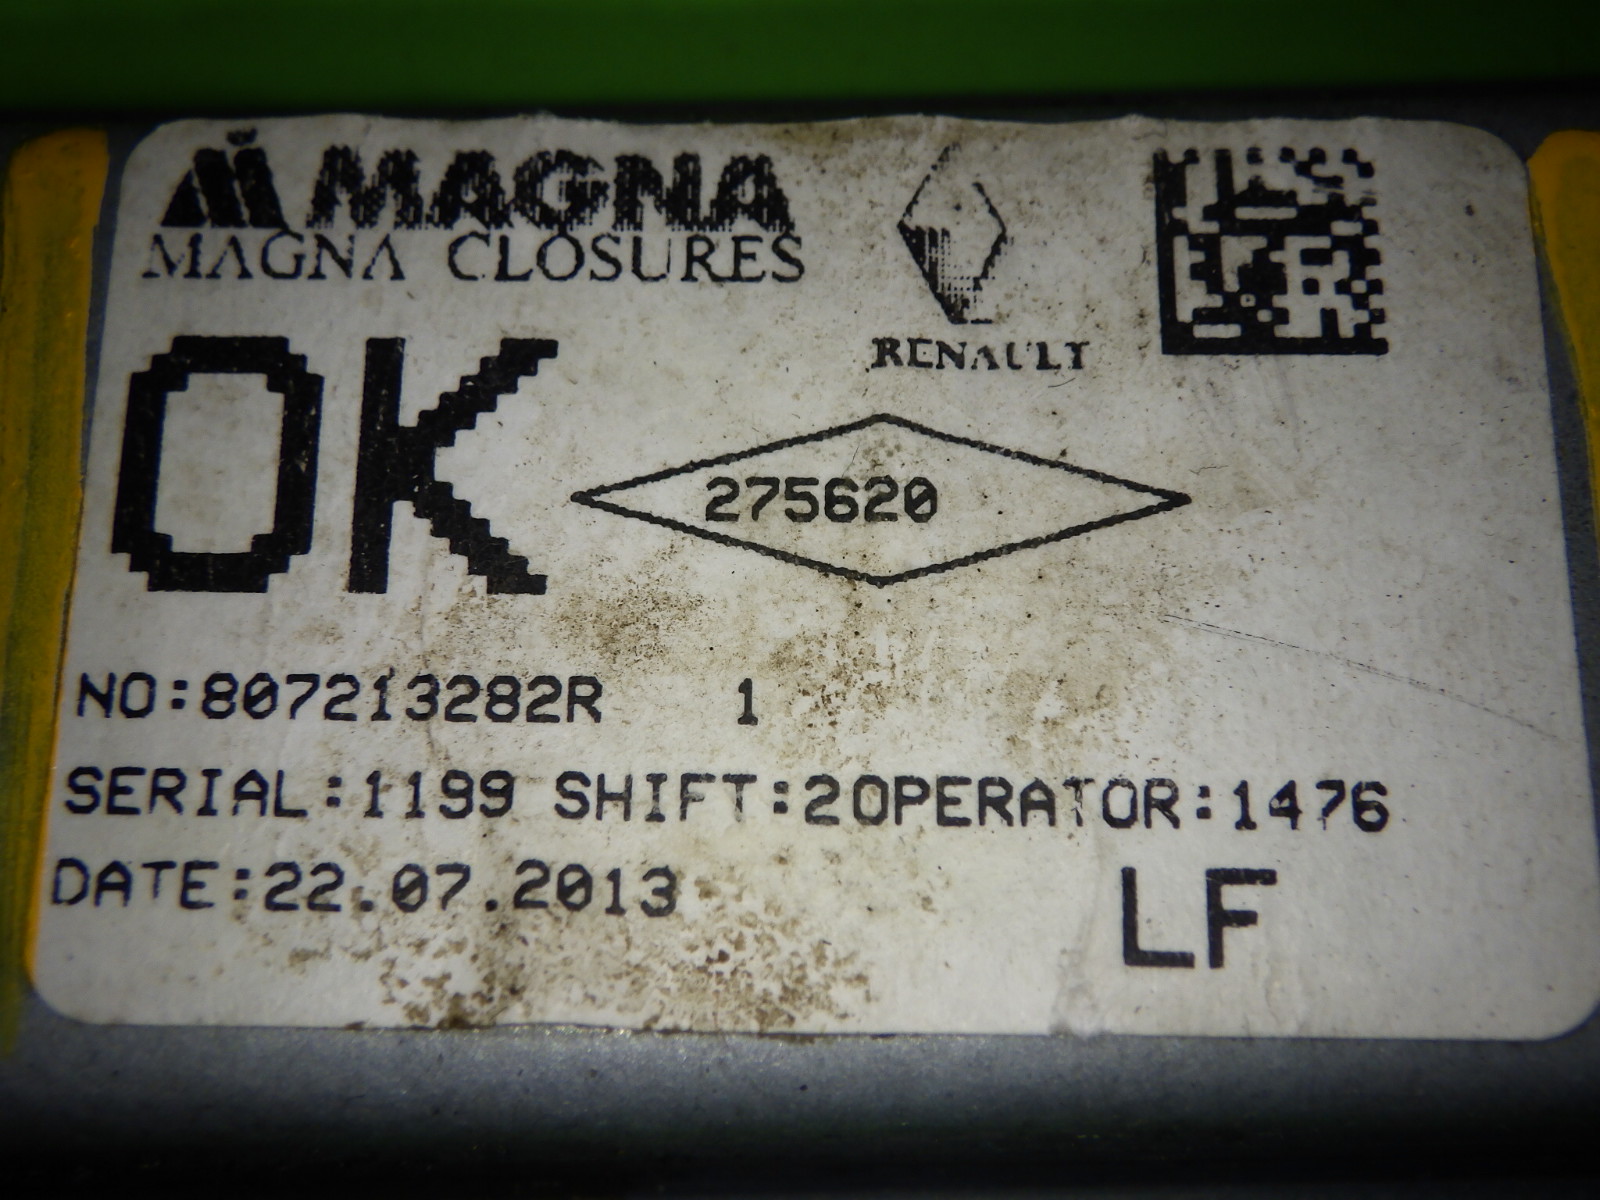 MAGNA
MAGNA CLOSURES
RENAULT
OK
275620
NO:807213282R 1
SERIAL:1199 SHIFT:2OPERATOR:1476
DATE:22.07.2013
LF